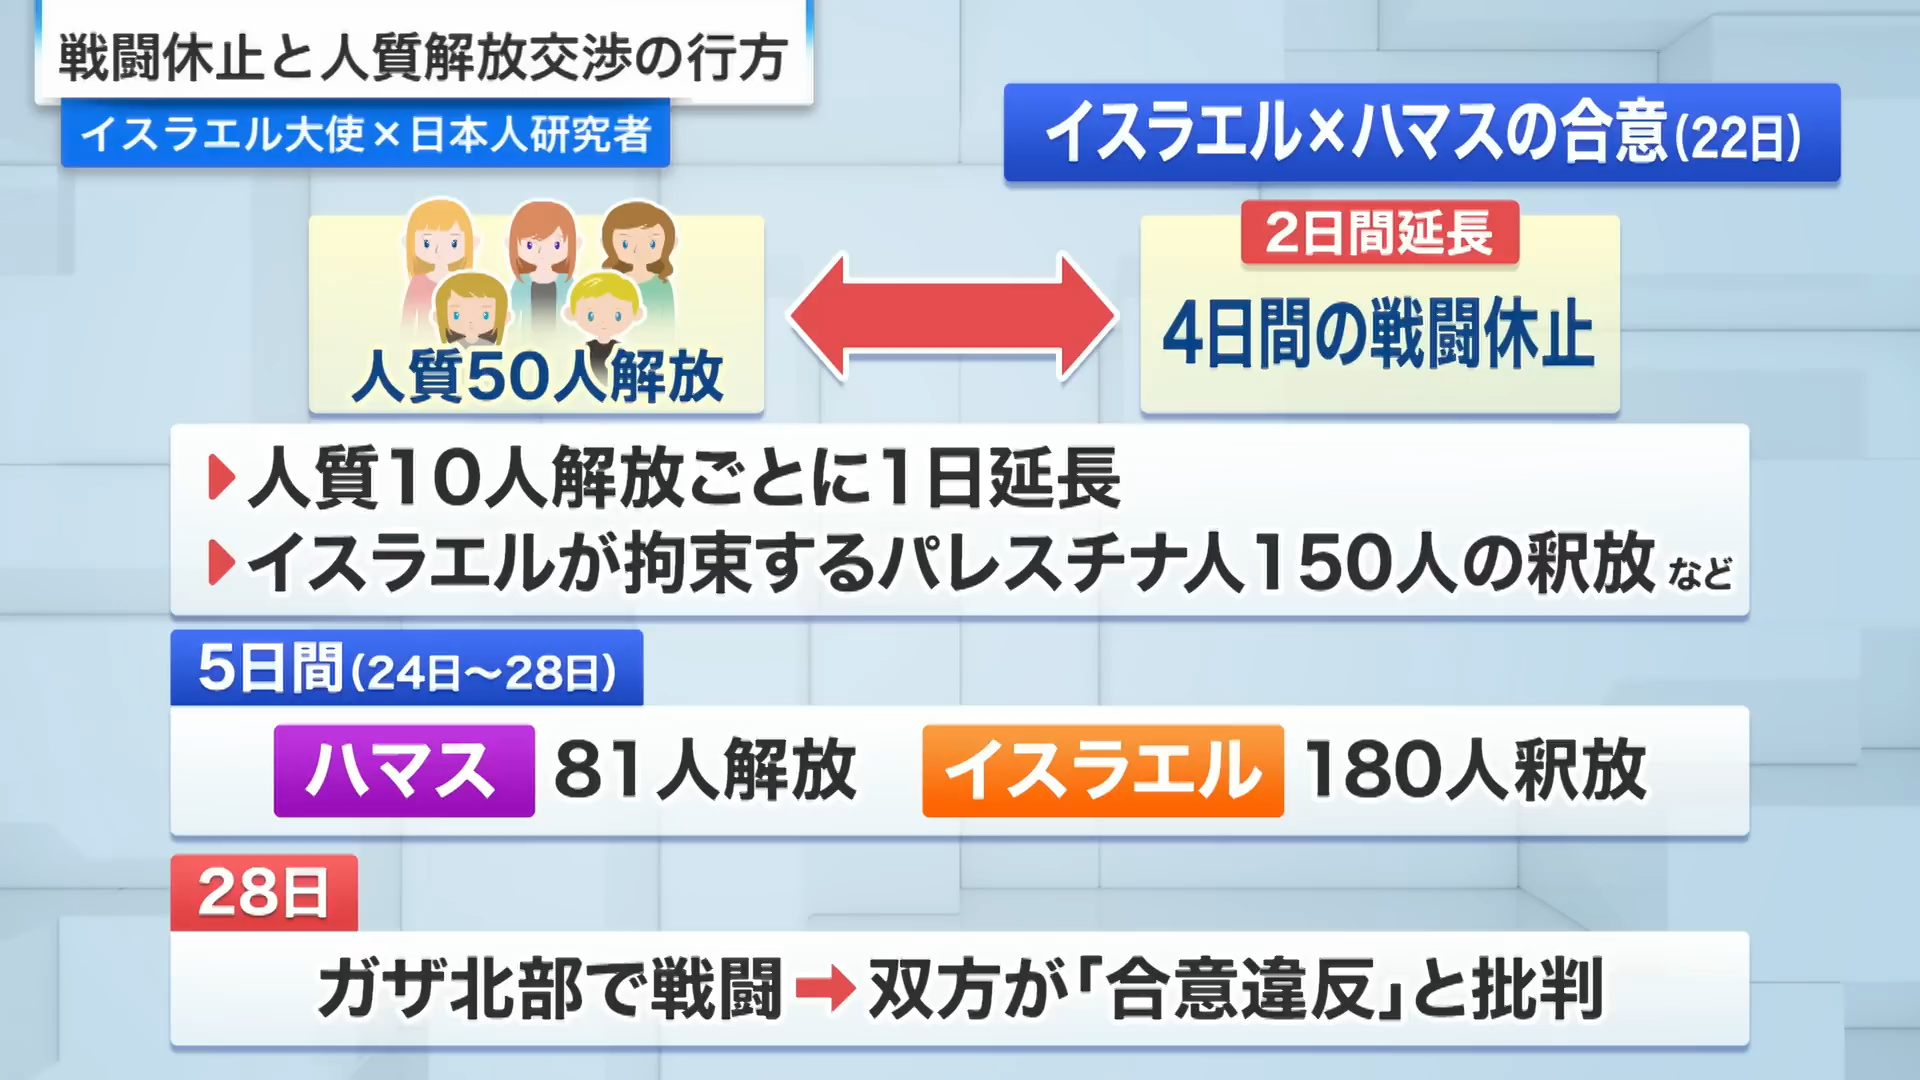 戦闘休止と人質解放交渉の行方
イスラエル大使×日本人研究者
イスラエル×ハマスの合意(22日)
人質50人解放
2日間延長
4日間の戦闘休止
人質10人解放ごとに1日延長
イスラエルが拘束するパレスチナ人150人の釈放 など
5日間(24日～28日)
ハマス 81人解放 イスラエル 180人釈放
28日
ガザ北部で戦闘➡双方が｢合意違反｣と批判